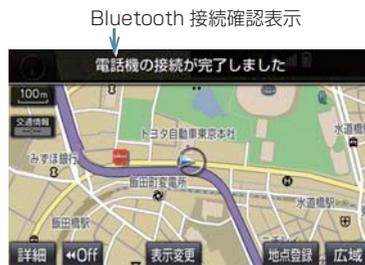 Bluetooth 接続確認表示
電話機の接続が完了しました
100m
交通情報
トヨタ自動車東京本社
水道橋
みずほ銀行
飯田町変電所
水道橋駅
飯田橋駅
詳細
◂◂Off
表示変更
地点登録
広域